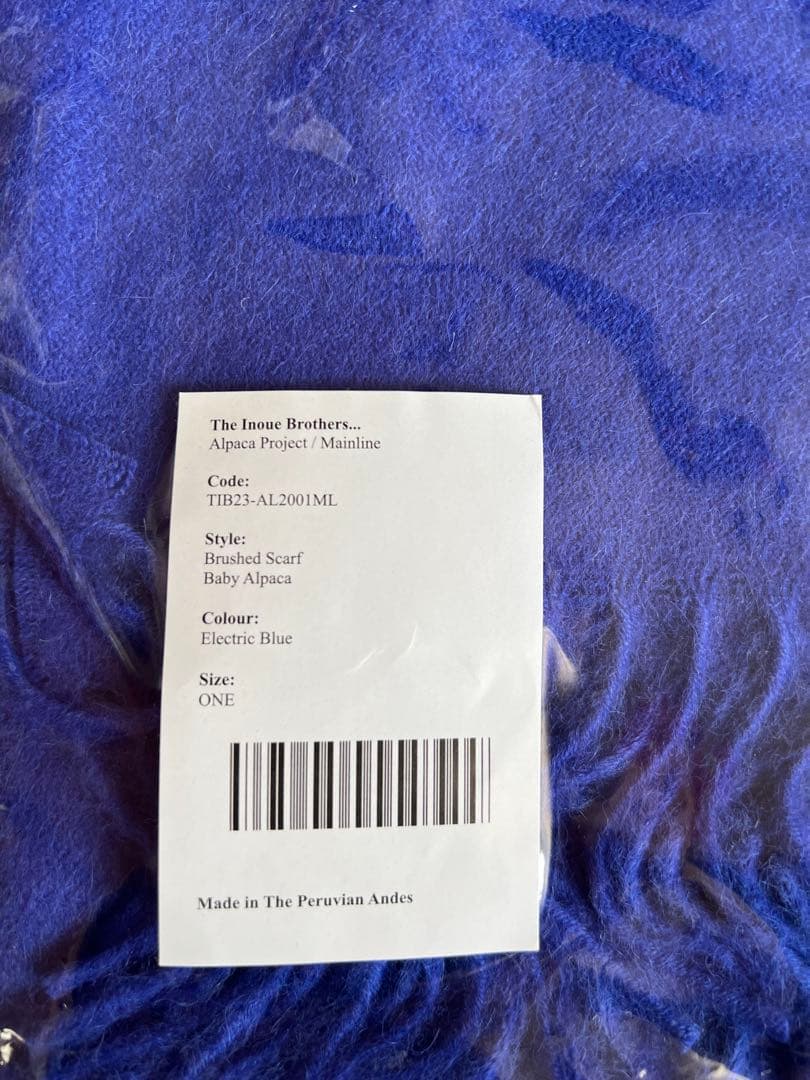 The Inoue Brothers...
Alpaca Project / Mainline
Code:
TIB23-AL2001ML
Style:
Brushed Scarf
Baby Alpaca
Colour:
Electric Blue
Size:
ONE
Made in The Peruvian Andes